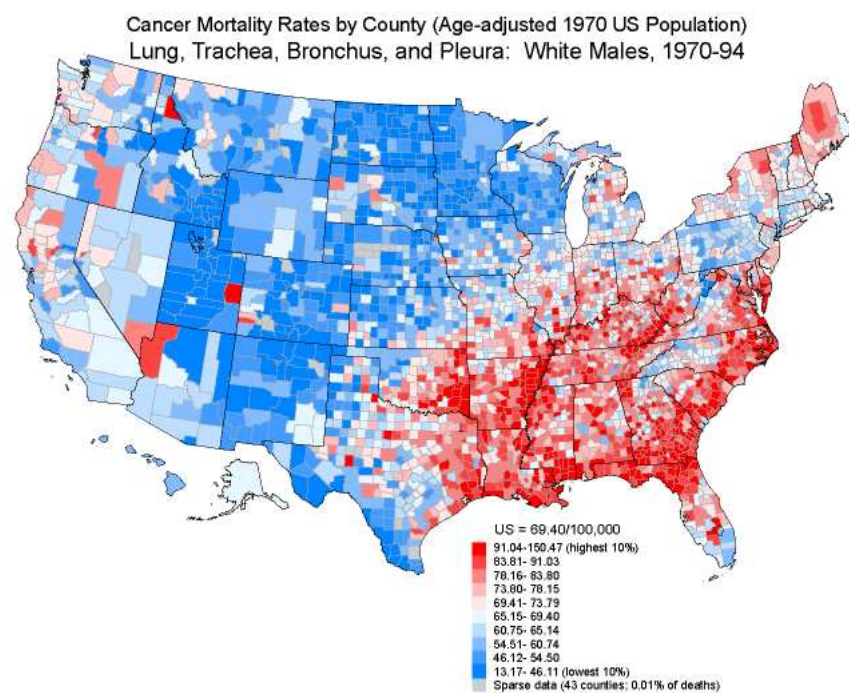 Cancer Mortality Rates by County (Age-adjusted 1970 US Population)
Lung, Trachea, Bronchus, and Pleura: White Males, 1970-94
US = 69.40/100,000
91.04-150.47 (highest 10%)
83.81- 91.03
78.16- 83.80
73.80- 78.15
69.41- 73.79
65.15- 69.40
60.75- 65.14
54.51- 60.74
46.12- 54.50
13.17- 46.11 (lowest 10%)
Sparse data (43 counties; 0.01% of deaths)